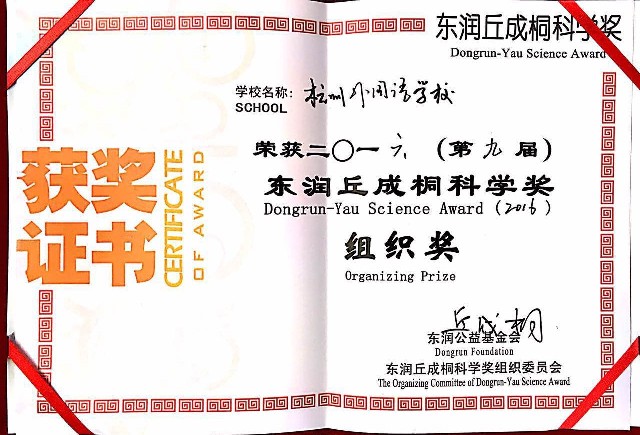 获奖
证书
CERTIFICATE
OF AWARD
东润丘成桐科学奖
Dongrun-Yau Science Award
学校名称: 杭州外国语学校
SCHOOL
荣获二〇一六(第九届)
东润丘成桐科学奖
Dongrun-Yau Science Award (2016)
组织奖
Organizing Prize
丘成桐
东润公益基金会
Dongrun Foundation
东润丘成桐科学奖组织委员会
The Organizing Committee of Dongrun-Yau Science Award